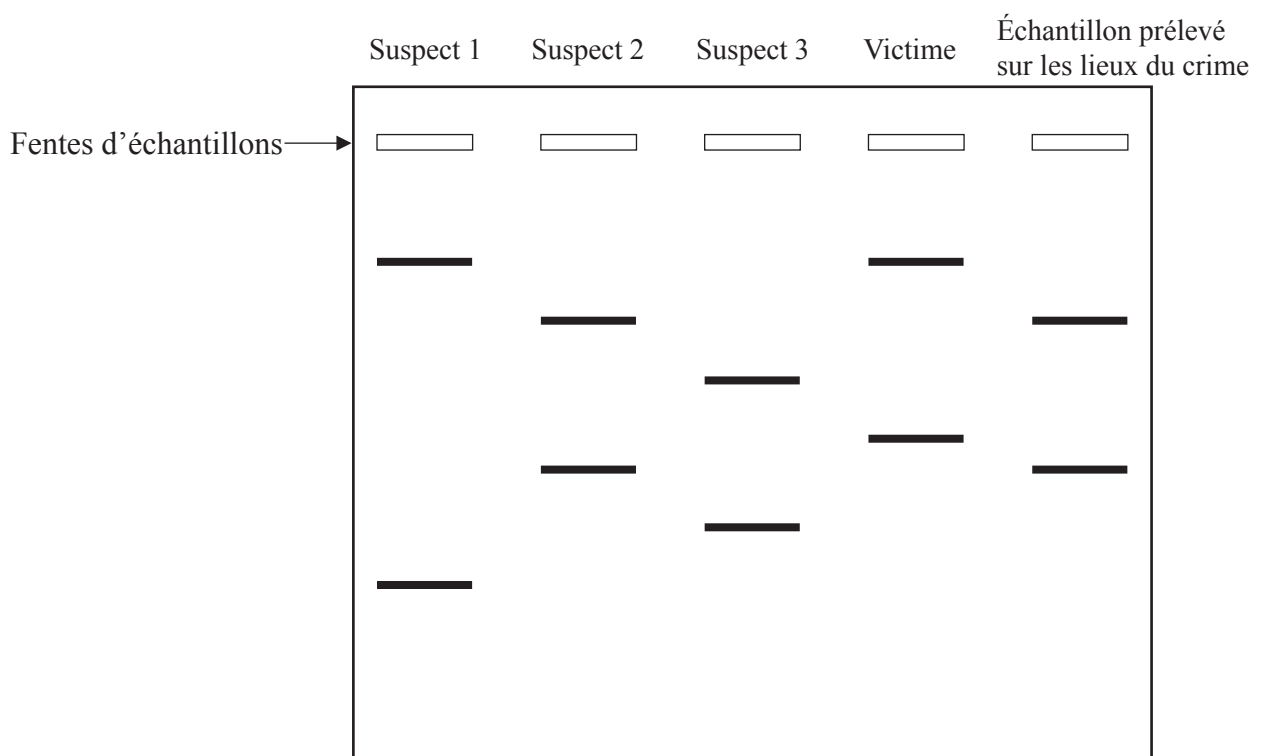 Suspect 1
Suspect 2
Suspect 3
Victime
Échantillon prélevé
sur les lieux du crime
Fentes d’échantillons